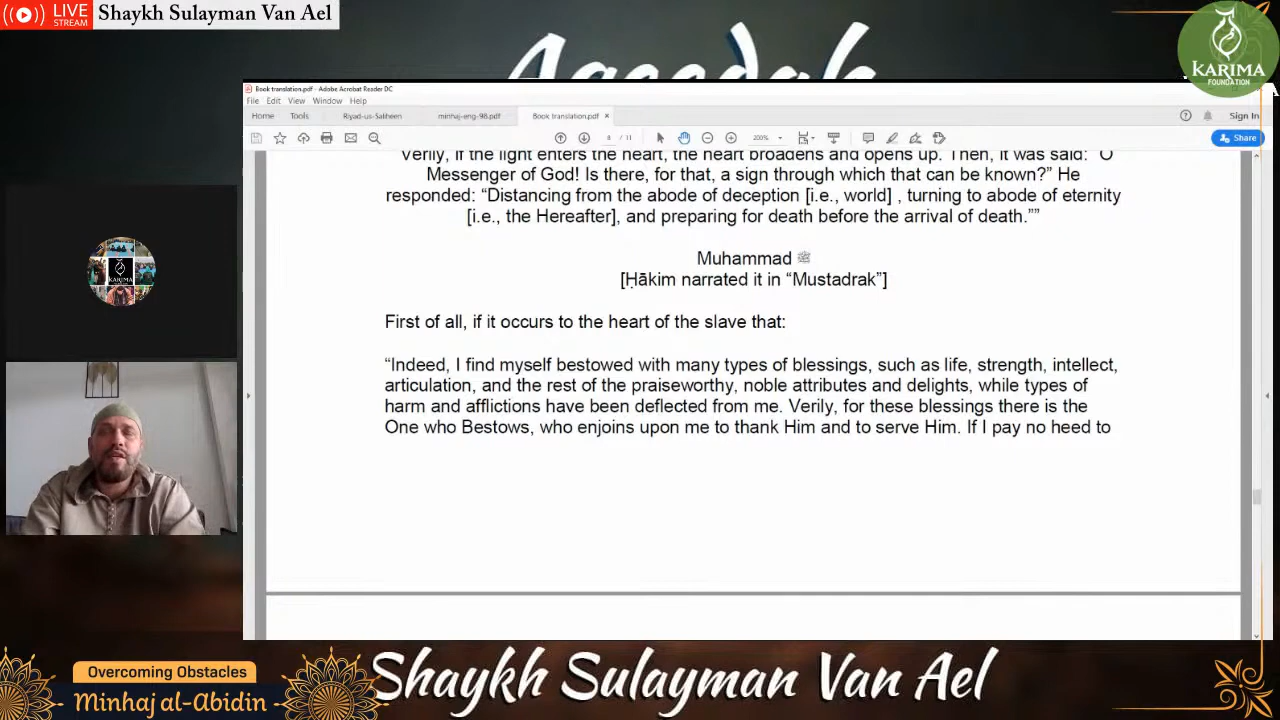 LIVE
STREAM
Shaykh Sulayman Van Ael
Aqeedah
KARIMA
FOUNDATION
Book translation.pdf - Adobe Acrobat Reader DC
File Edit View Window Help
Home Tools Riyad-us-Saliheen minhaj-eng-98.pdf Book translation.pdf × Sign In
8 / 11 200% Share
Verily, if the light enters the heart, the heart broadens and opens up. Then, it was said: “O
Messenger of God! Is there, for that, a sign through which that can be known?” He
responded: “Distancing from the abode of deception [i.e., world] , turning to abode of eternity
[i.e., the Hereafter], and preparing for death before the arrival of death.””
Muhammad ﷺ
[Ḥākim narrated it in “Mustadrak”]
First of all, if it occurs to the heart of the slave that:
“Indeed, I find myself bestowed with many types of blessings, such as life, strength, intellect,
articulation, and the rest of the praiseworthy, noble attributes and delights, while types of
harm and afflictions have been deflected from me. Verily, for these blessings there is the
One who Bestows, who enjoins upon me to thank Him and to serve Him. If I pay no heed to
KARIMA
Overcoming Obstacles
Minhaj al-Abidin
Shaykh Sulayman Van Ael